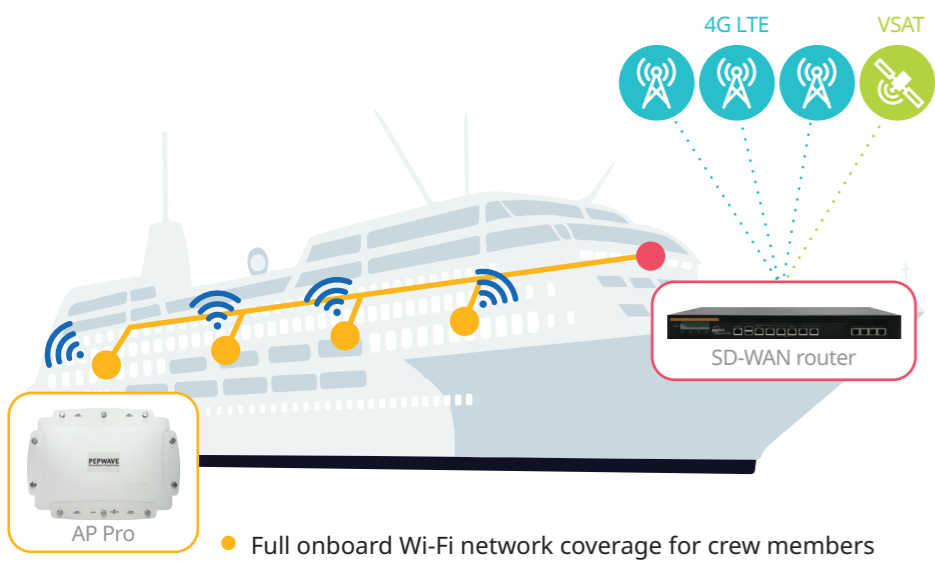 4G LTE
VSAT
SD-WAN router
PEPWAVE
AP Pro
Full onboard Wi-Fi network coverage for crew members